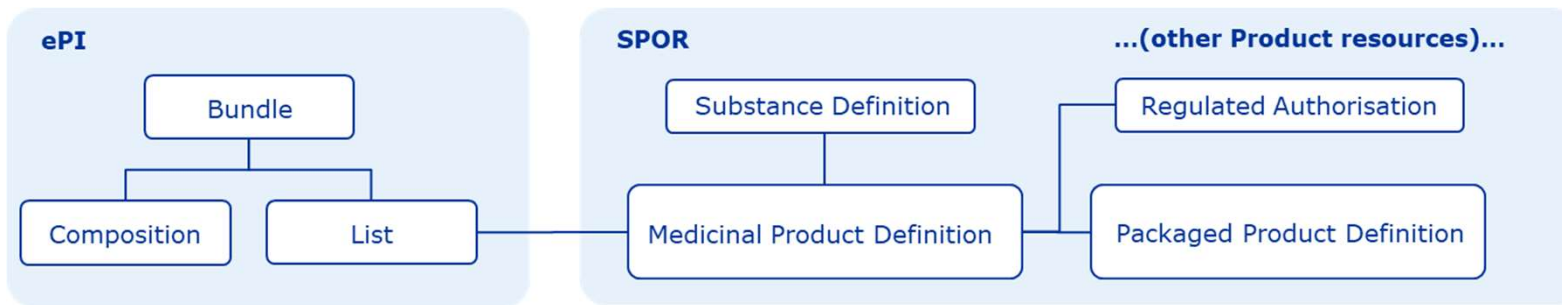 ePI
Bundle
Composition
List
SPOR
...(other Product resources)...
Substance Definition
Regulated Authorisation
Medicinal Product Definition
Packaged Product Definition